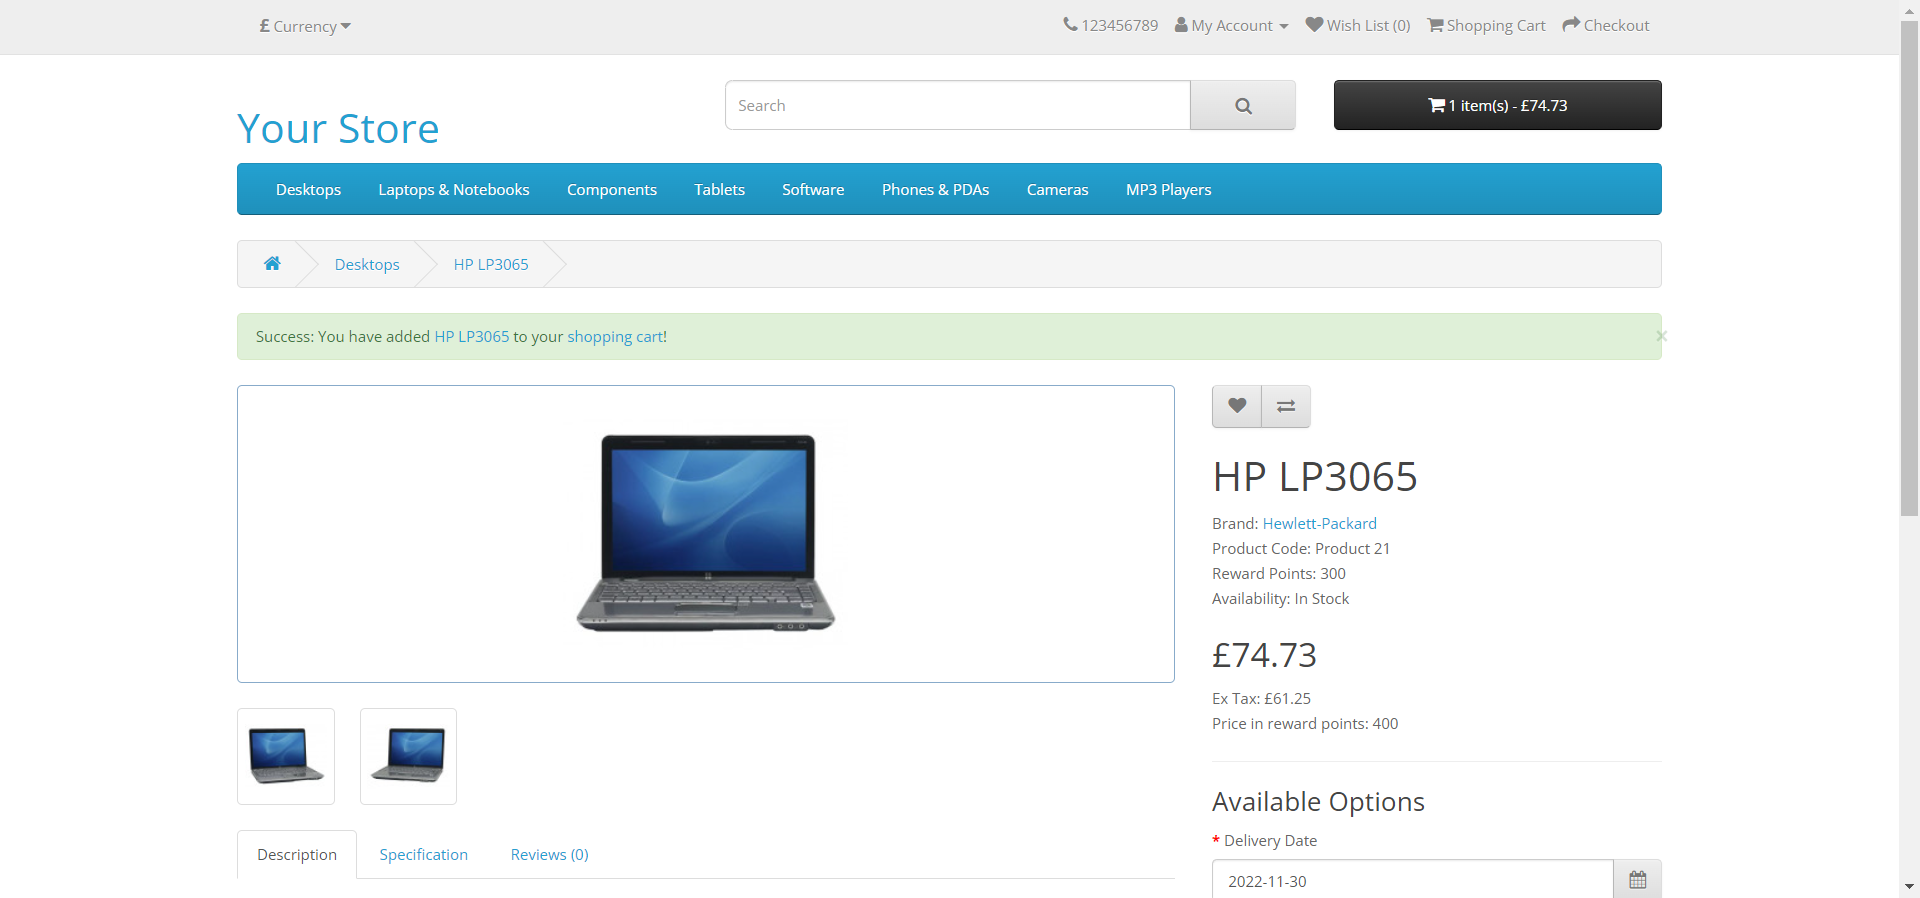 £ Currency
123456789 My Account Wish List (0) Shopping Cart Checkout
Your Store
Search
1 item(s) - £74.73
Desktops Laptops & Notebooks Components Tablets Software Phones & PDAs Cameras MP3 Players
Desktops HP LP3065
Success: You have added HP LP3065 to your shopping cart!
×
HP LP3065
Brand: Hewlett-Packard
Product Code: Product 21
Reward Points: 300
Availability: In Stock
£74.73
Ex Tax: £61.25
Price in reward points: 400
Available Options
* Delivery Date
2022-11-30
Description Specification Reviews (0)